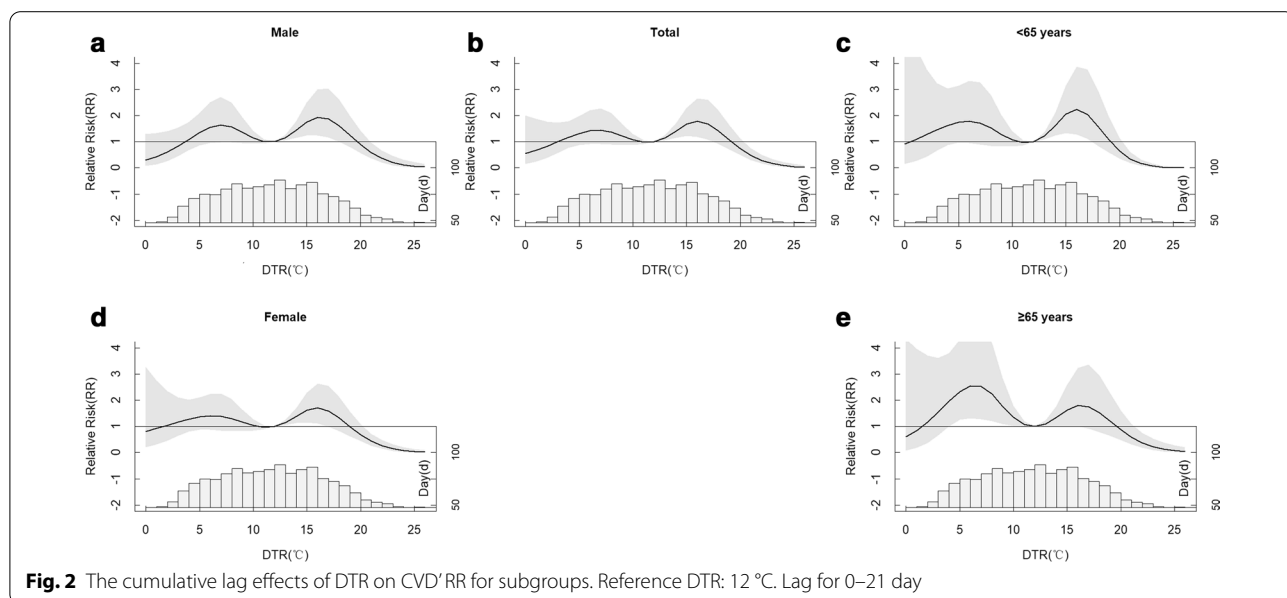 a
Male
Relative Risk(RR)
4
3
2
1
0
-1
-2
100
50
Day(d)
0 5 10 15 20 25
DTR(℃)
b
Total
Relative Risk(RR)
4
3
2
1
0
-1
-2
100
50
Day(d)
0 5 10 15 20 25
DTR(℃)
c
<65 years
Relative Risk(RR)
4
3
2
1
0
-1
-2
100
50
Day(d)
0 5 10 15 20 25
DTR(℃)
d
Female
Relative Risk(RR)
4
3
2
1
0
-1
-2
100
50
Day(d)
0 5 10 15 20 25
DTR(℃)
e
≥65 years
Relative Risk(RR)
4
3
2
1
0
-1
-2
100
50
Day(d)
0 5 10 15 20 25
DTR(℃)
Fig. 2 The cumulative lag effects of DTR on CVD' RR for subgroups. Reference DTR: 12 °C. Lag for 0–21 day